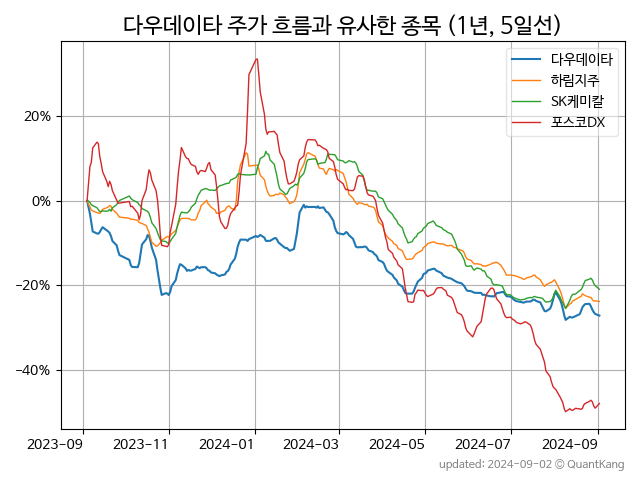 다우데이타 주가 흐름과 유사한 종목 (1년, 5일선)
다우데이타
하림지주
SK케미칼
포스코DX
20%
0%
−20%
−40%
2023-09 2023-11 2024-01 2024-03 2024-05 2024-07 2024-09
updated: 2024-09-02 © QuantKang